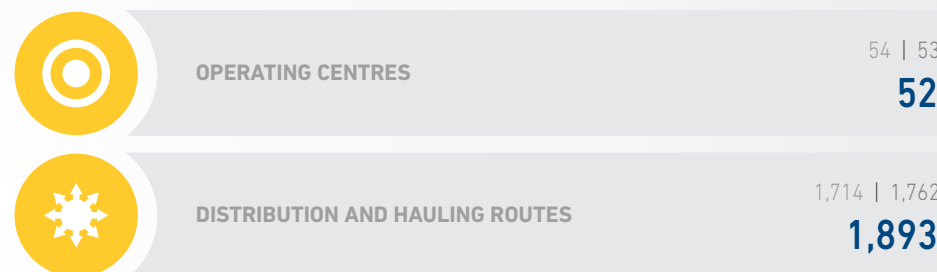 OPERATING CENTRES
54 | 53
52
DISTRIBUTION AND HAULING ROUTES
1,714 | 1,762
1,893